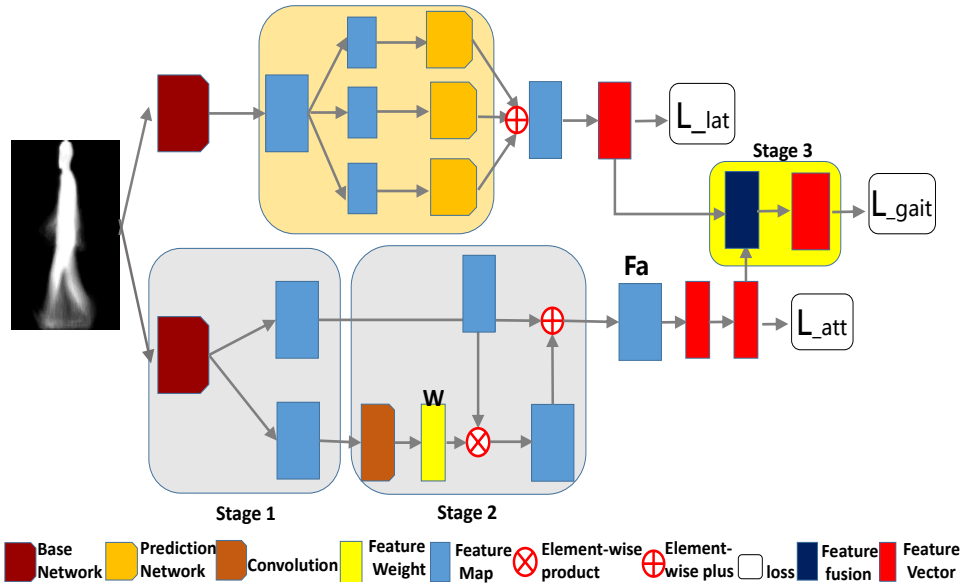 L_lat
Stage 3
L_gait
Fa
L_att
W
Stage 1
Stage 2
Base
Network
Prediction
Network
Convolution
Feature
Weight
Feature
Map
Element-wise
product
Element-
wise plus
loss
Feature
fusion
Feature
Vector